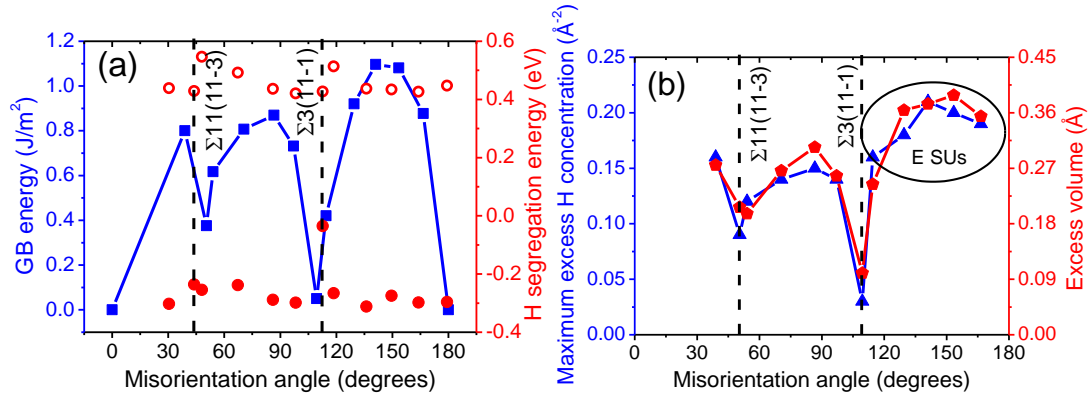 (a)
GB energy (J/m²)
1.2
1.0
0.8
0.6
0.4
0.2
0.0
Σ11(11-3)
Σ3(11-1)
0.6
0.4
0.2
0.0
-0.2
-0.4
H segregation energy (eV)
0 30 60 90 120 150 180
Misorientation angle (degrees)
(b)
Maximum excess H concentration (Å⁻²)
0.25
0.20
0.15
0.10
0.05
0.00
Σ11(11-3)
Σ3(11-1)
E SUs
0.45
0.36
0.27
0.18
0.09
0.00
Excess volume (Å)
0 30 60 90 120 150 180
Misorientation angle (degrees)